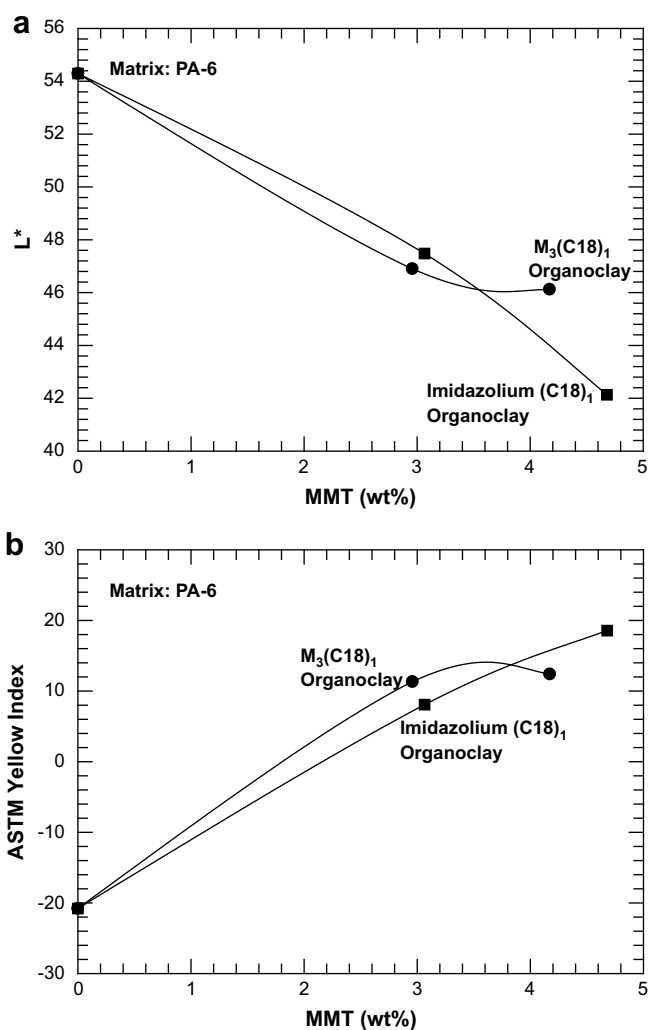 a
56
54
52
50
48
46
44
42
40
L*
Matrix: PA-6
M3(C18)1
Organoclay
Imidazolium (C18)1
Organoclay
0 1 2 3 4 5
MMT (wt%)
b
30
20
10
0
-10
-20
-30
ASTM Yellow Index
Matrix: PA-6
M3(C18)1
Organoclay
Imidazolium (C18)1
Organoclay
0 1 2 3 4 5
MMT (wt%)